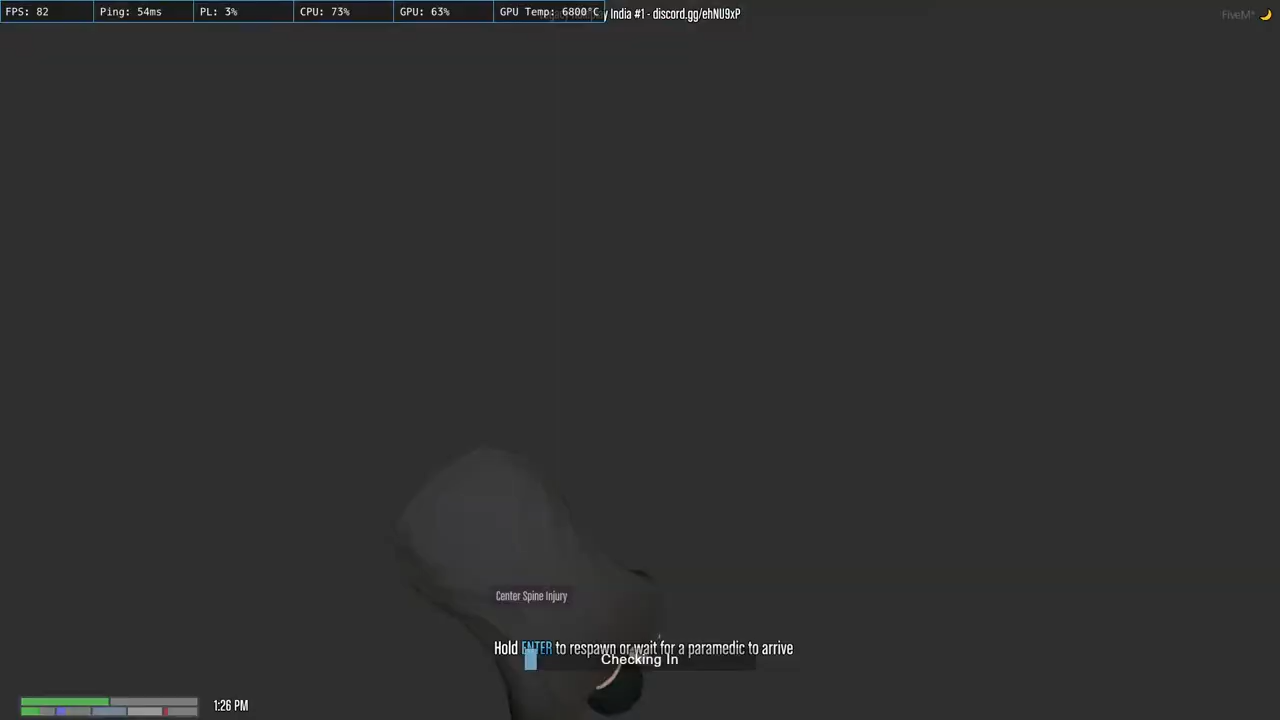 FPS: 82 Ping: 54ms PL: 3% CPU: 73% GPU: 63% GPU Temp: 6800°C
India #1 - discord.gg/ehNU9xP
FiveM*
Center Spine Injury
Hold ENTER to respawn or wait for a paramedic to arrive
Checking In
1:26 PM